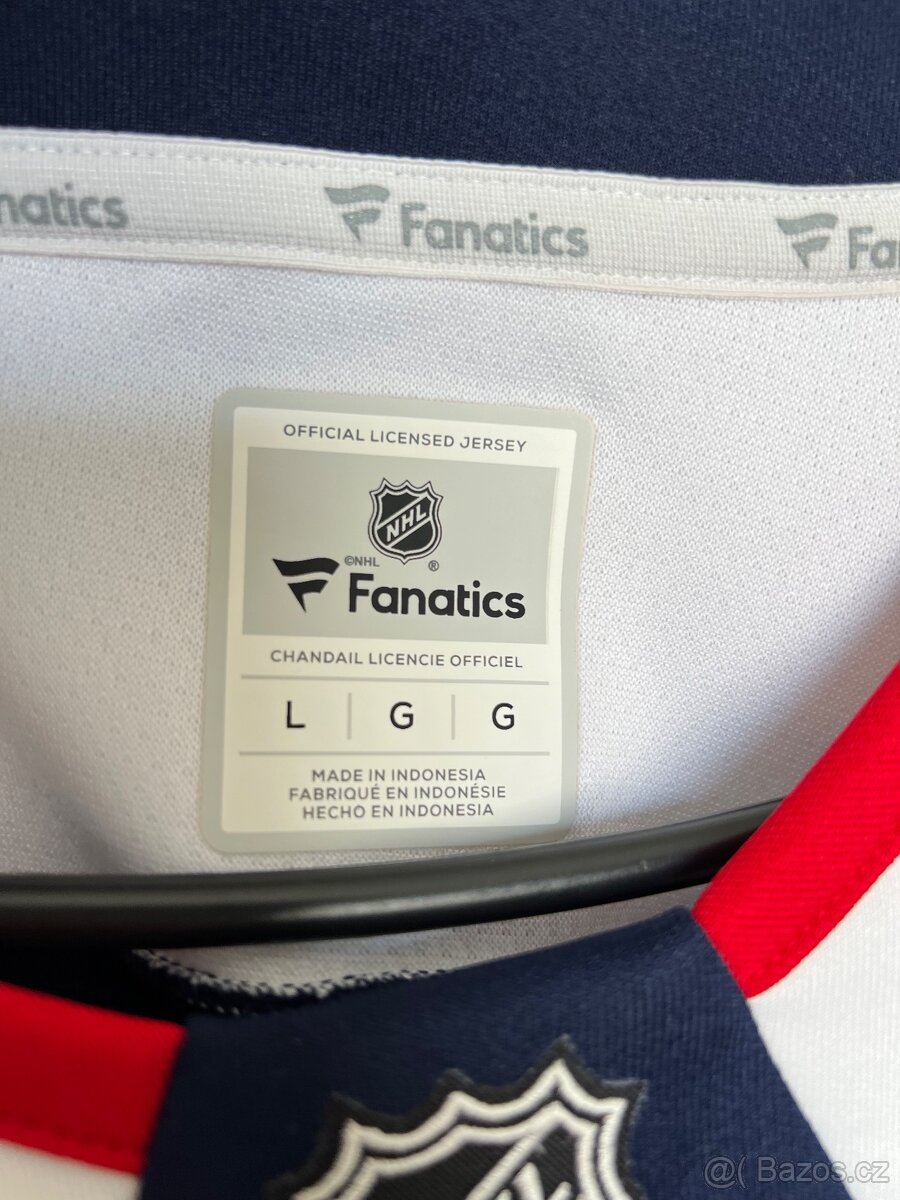 natics Fanatics Fa
OFFICIAL LICENSED JERSEY
NHL
©NHL ®
Fanatics
CHANDAIL LICENCIE OFFICIEL
L G G
MADE IN INDONESIA
FABRIQUÉ EN INDONÉSIE
HECHO EN INDONESIA
@( Bazos.cz